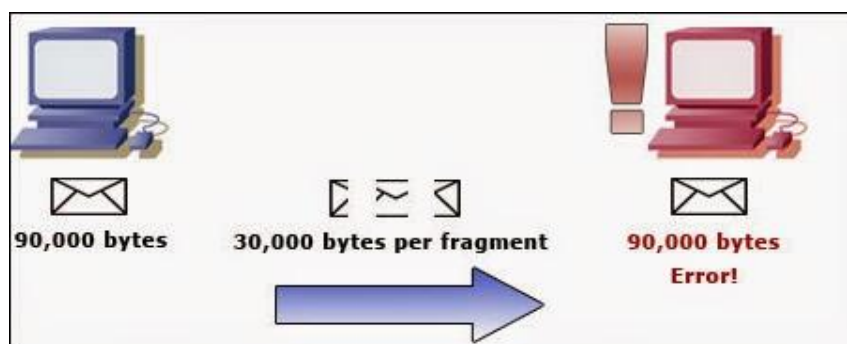 90,000 bytes
30,000 bytes per fragment
90,000 bytes
Error!